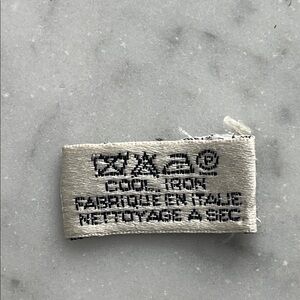 P
COOL IRON
FABRIQUE EN ITALIE
NETTOYAGE A SEC